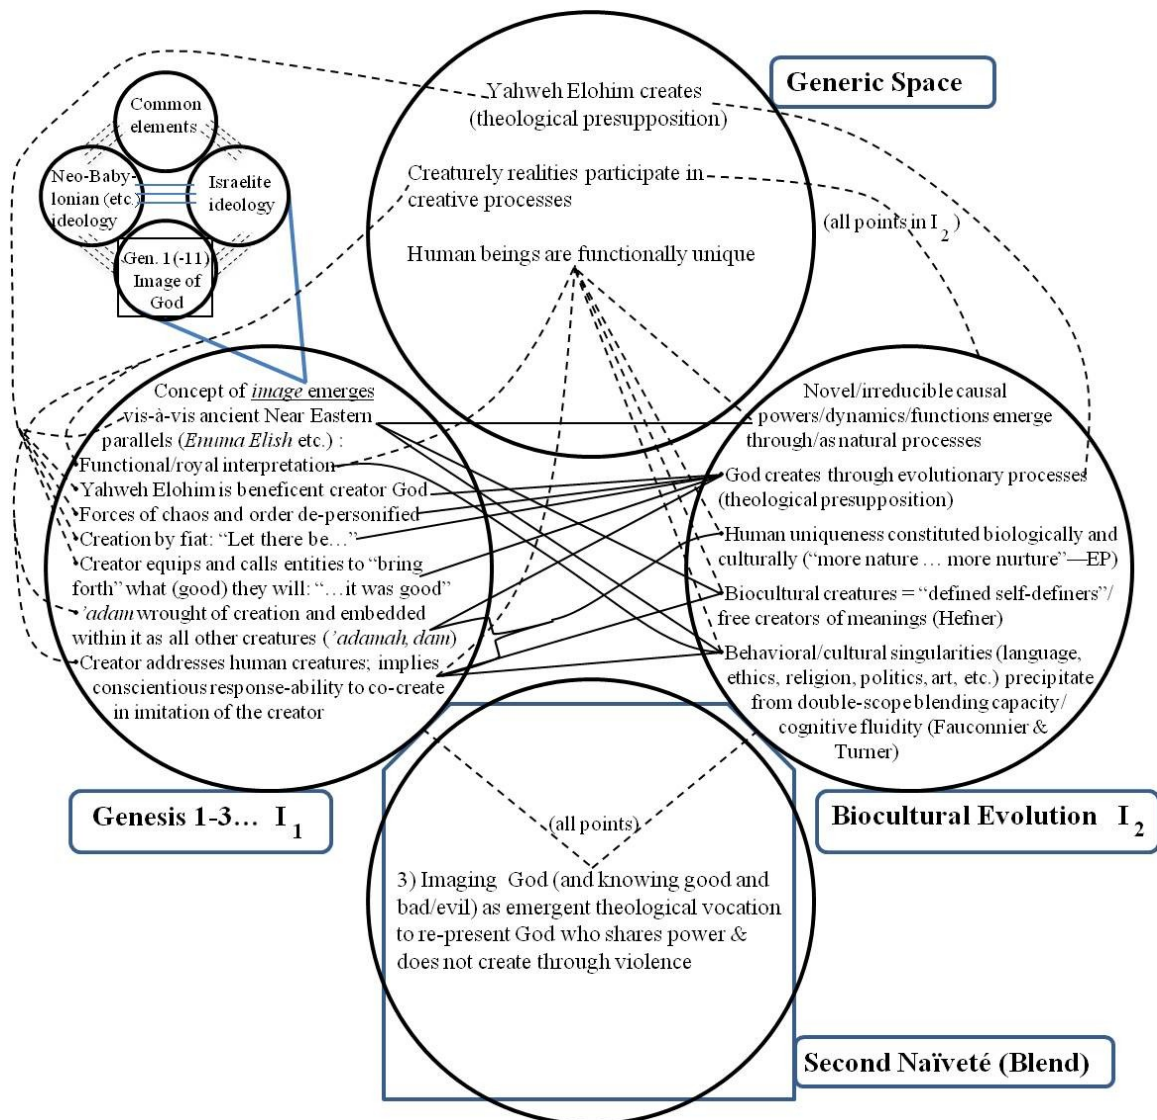 Generic Space
Yahweh Elohim creates
(theological presupposition)
Creaturely realities participate in
creative processes
(all points in I2)
Human beings are functionally unique
Common
elements
Neo-Baby-
lonian (etc.)
ideology
Israelite
ideology
Gen. 1(-11)
Image of
God
Concept of image emerges
vis-à-vis ancient Near Eastern
parallels (Enuma Elish etc.) :
Functional/royal interpretation
Yahweh Elohim is beneficent creator God
Forces of chaos and order de-personified
Creation by fiat: “Let there be…”
Creator equips and calls entities to “bring
forth” what (good) they will: “…it was good”
’adam wrought of creation and embedded
within it as all other creatures (’adamah, dam)
Creator addresses human creatures; implies
conscientious response-ability to co-create
in imitation of the creator
Genesis 1-3… I1
Novel/irreducible causal
powers/dynamics/functions emerge
through/as natural processes
God creates through evolutionary processes
(theological presupposition)
Human uniqueness constituted biologically and
culturally (“more nature … more nurture”—EP)
Biocultural creatures = “defined self-definers”/
free creators of meanings (Hefner)
Behavioral/cultural singularities (language,
ethics, religion, politics, art, etc.) precipitate
from double-scope blending capacity/
cognitive fluidity (Fauconnier &
Turner)
Biocultural Evolution I2
(all points)
3) Imaging God (and knowing good and
bad/evil) as emergent theological vocation
to re-present God who shares power &
does not create through violence
Second Naïveté (Blend)